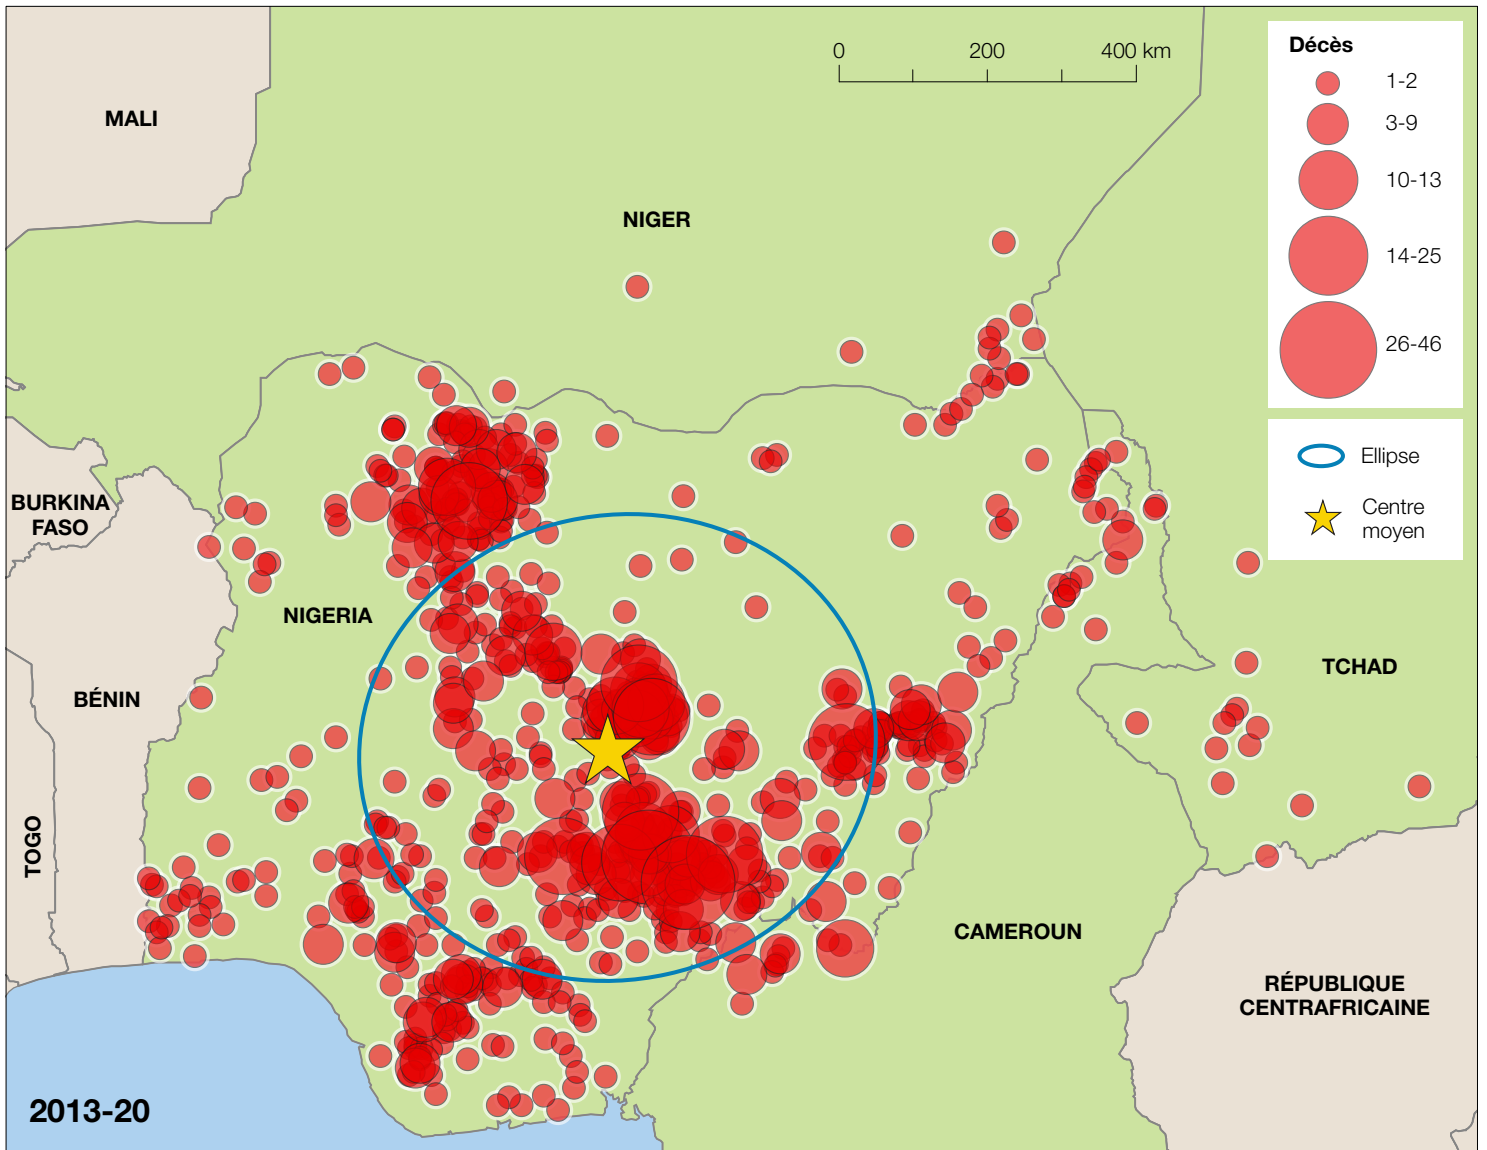 0 200 400 km
Décès
1-2
3-9
10-13
14-25
26-46
Ellipse
Centre
moyen
MALI
NIGER
BURKINA
FASO
NIGERIA
TCHAD
BÉNIN
TOGO
CAMEROUN
RÉPUBLIQUE
CENTRAFRICAINE
2013-20